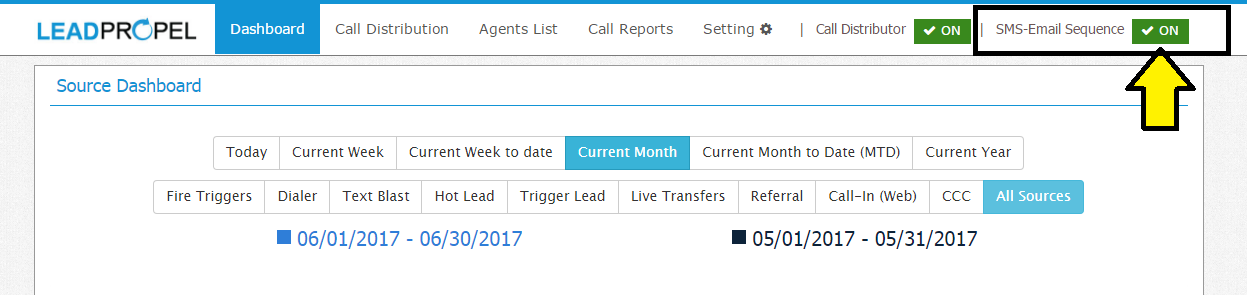 LEADPROPEL Dashboard Call Distribution Agents List Call Reports Setting | Call Distributor ON | SMS-Email Sequence ON
Source Dashboard
Today Current Week Current Week to date Current Month Current Month to Date (MTD) Current Year
Fire Triggers Dialer Text Blast Hot Lead Trigger Lead Live Transfers Referral Call-In (Web) CCC All Sources
06/01/2017 - 06/30/2017 05/01/2017 - 05/31/2017